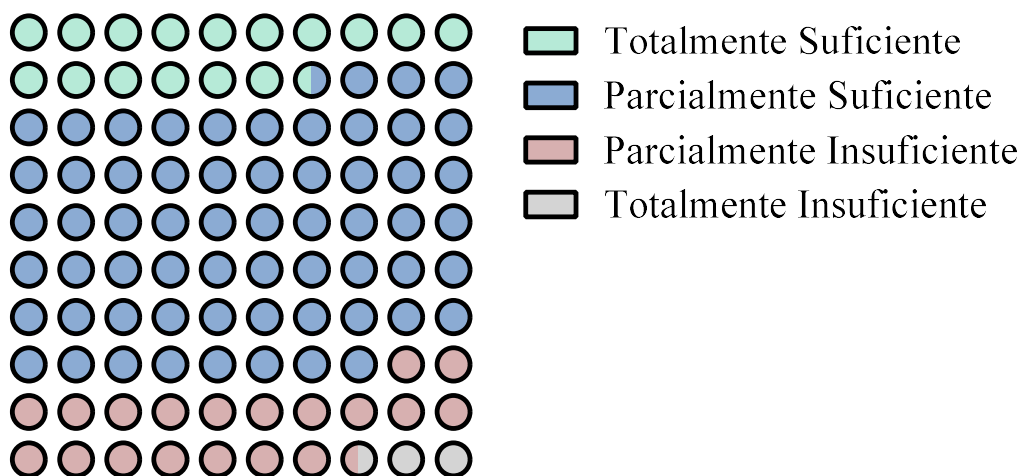 Totalmente Suficiente
Parcialmente Suficiente
Parcialmente Insuficiente
Totalmente Insuficiente